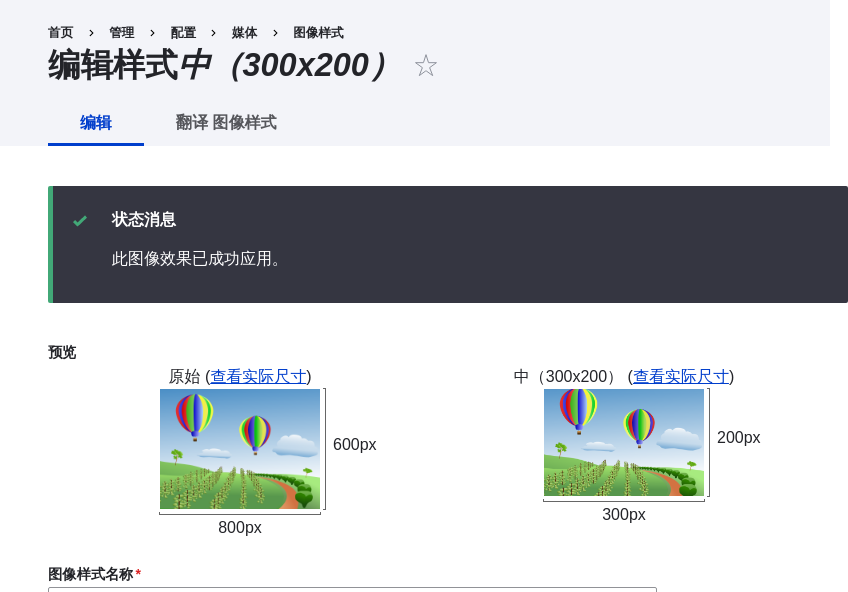 首页 › 管理 › 配置 › 媒体 › 图像样式
编辑样式中（300x200） ☆
编辑 翻译 图像样式
状态消息
此图像效果已成功应用。
预览
原始 (查看实际尺寸) 中（300x200） (查看实际尺寸)
600px 200px
800px 300px
图像样式名称*